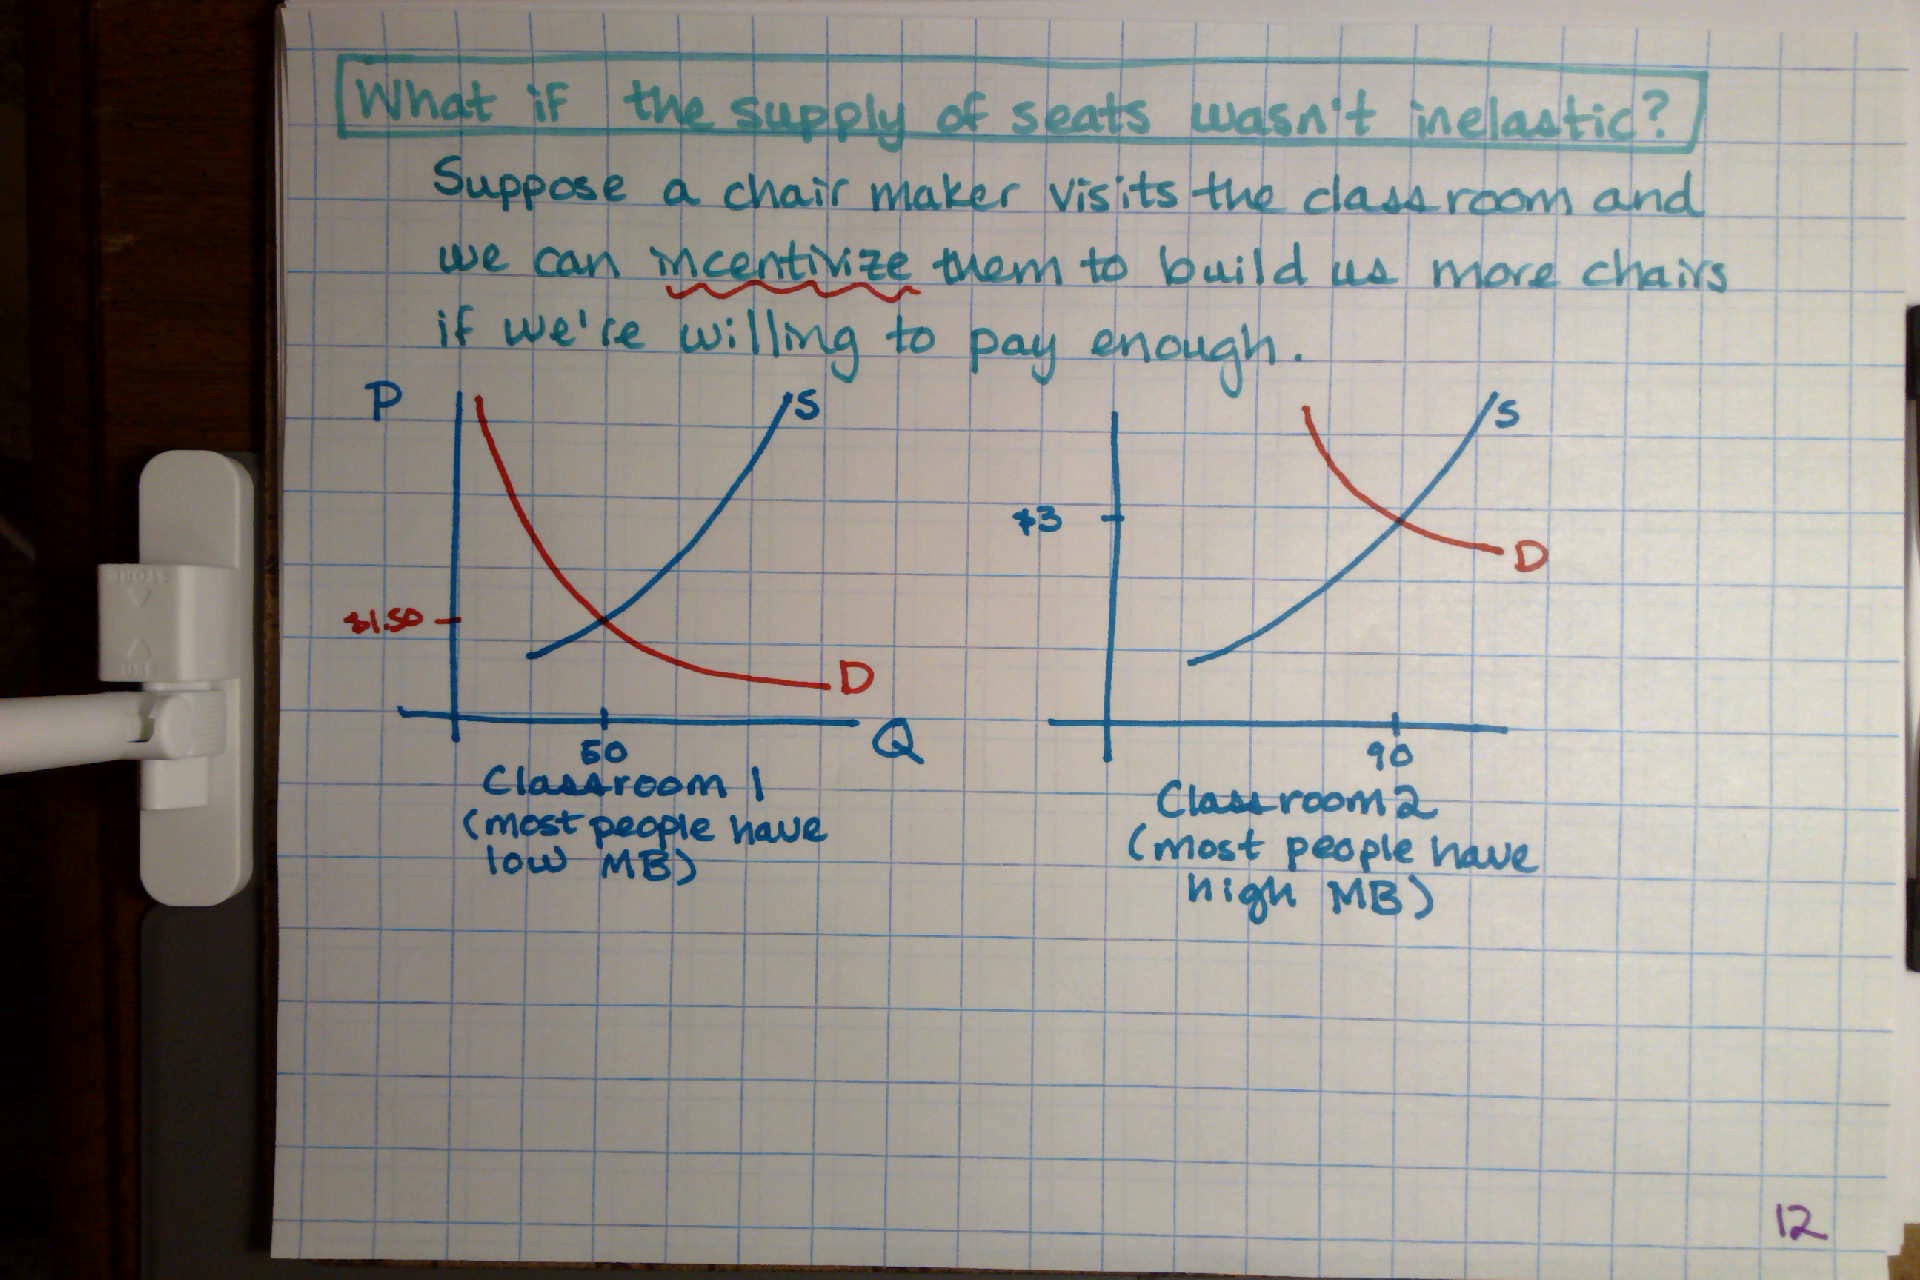 What if the supply of seats wasn't inelastic?
Suppose a chair maker visits the classroom and
we can incentivize them to build us more chairs
if we're willing to pay enough.
P
S
$1.50
D
50
Q
Classroom 1
(most people have
low MB)
S
$3
D
90
Classroom 2
(most people have
high MB)
12